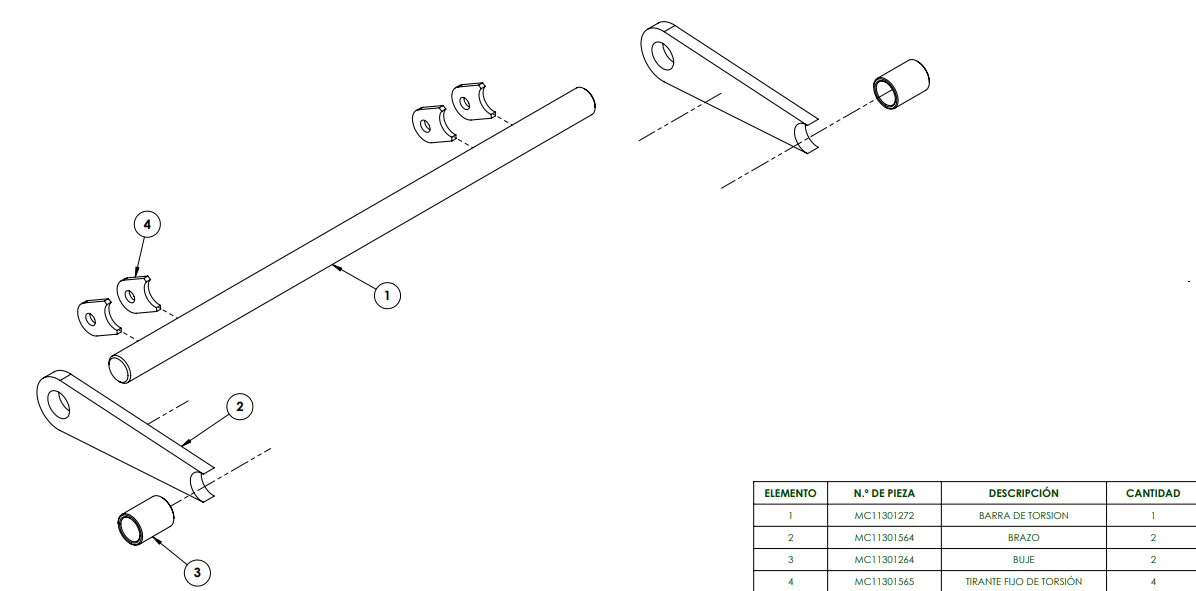 4
1
2
3
ELEMENTO N.º DE PIEZA DESCRIPCIÓN CANTIDAD
1 MC11301272 BARRA DE TORSION 1
2 MC11301564 BRAZO 2
3 MC11301264 BUJE 2
4 MC11301565 TIRANTE FIJO DE TORSIÓN 4